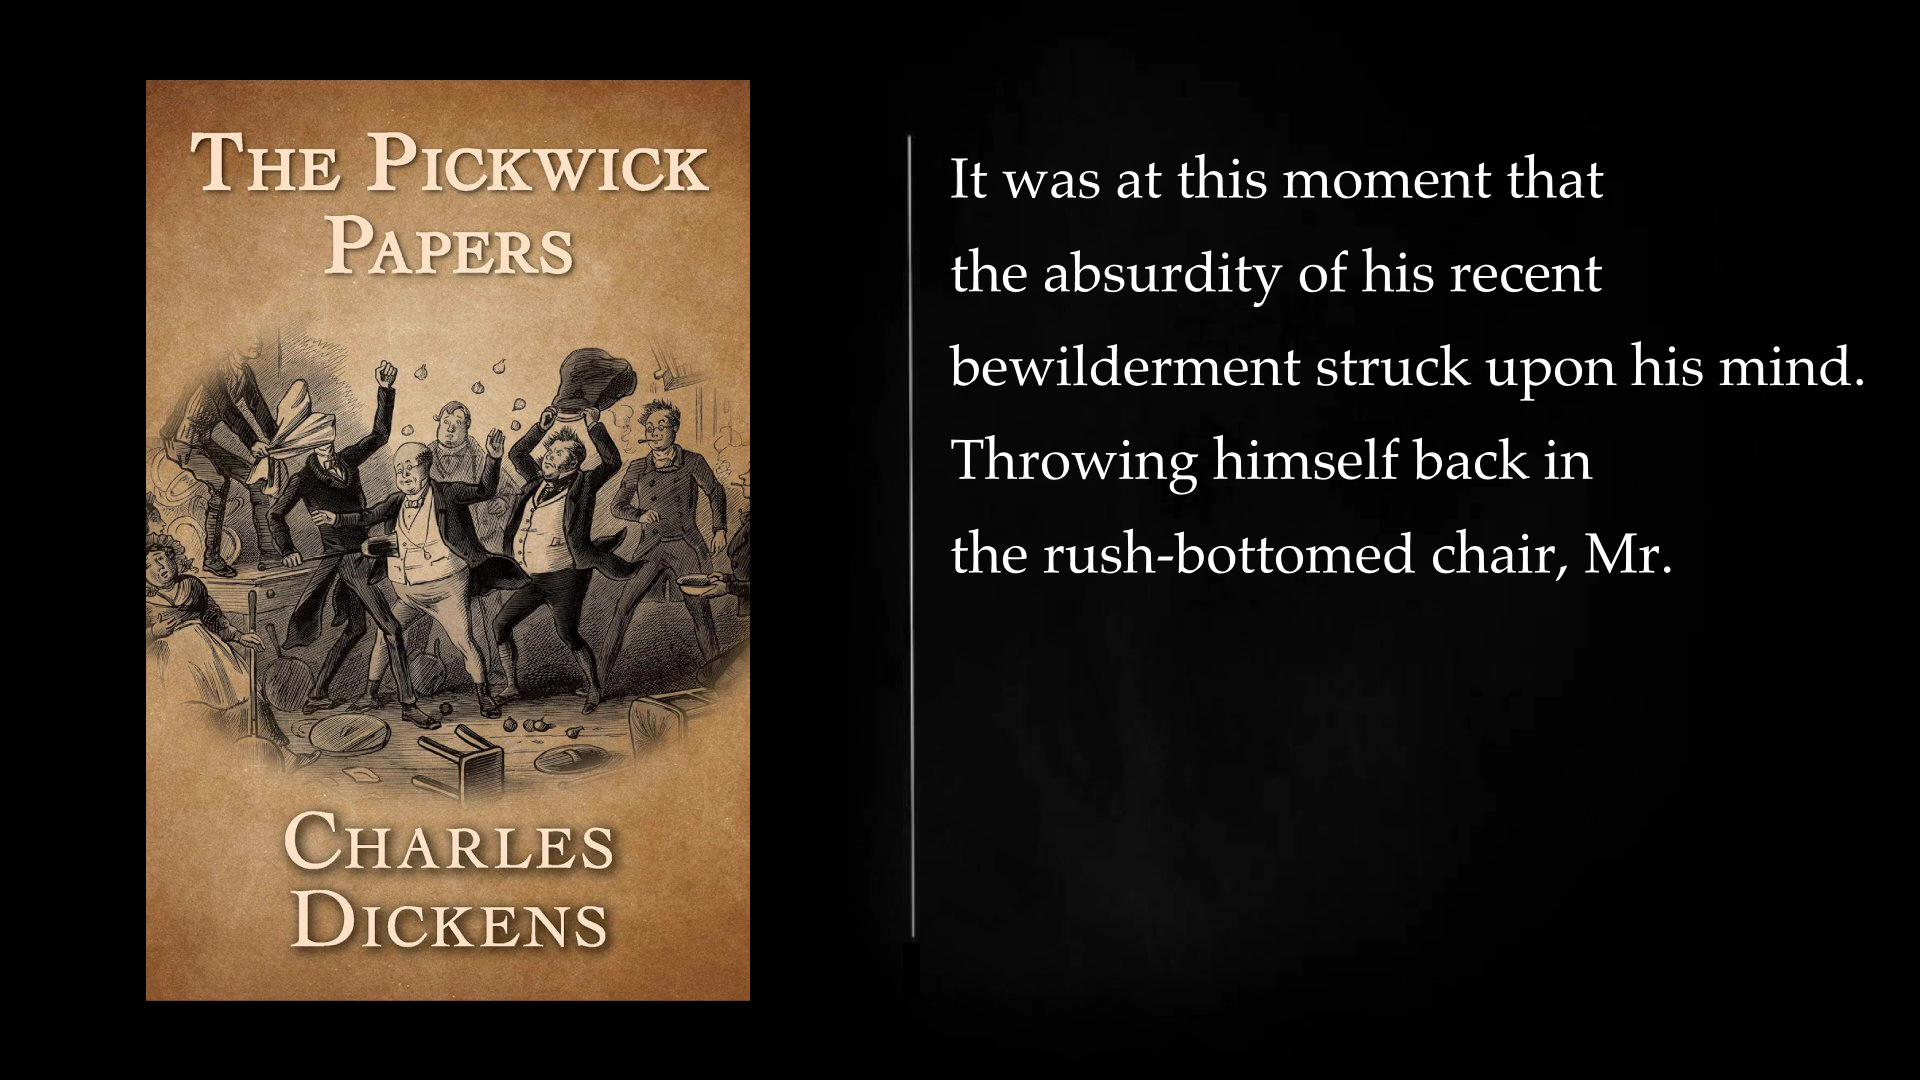 The Pickwick
Papers
Charles
Dickens
It was at this moment that
the absurdity of his recent
bewilderment struck upon his mind.
Throwing himself back in
the rush-bottomed chair, Mr.